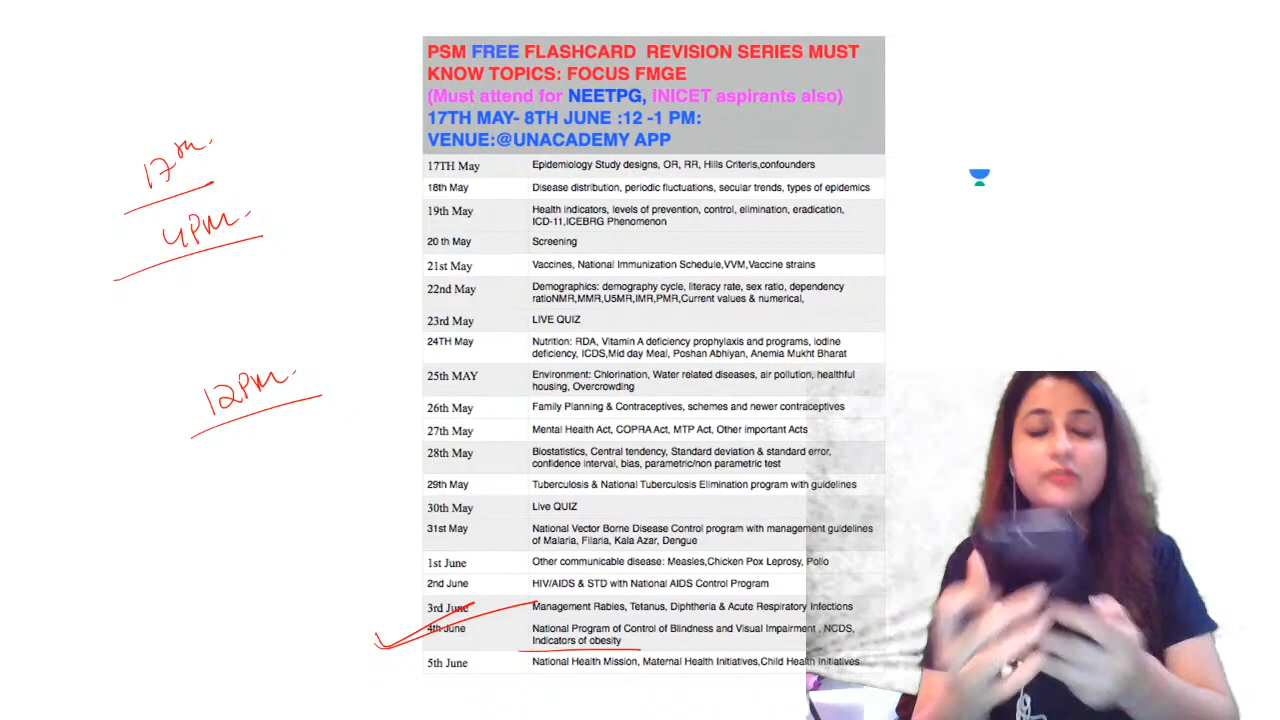 PSM FREE FLASHCARD REVISION SERIES MUST
KNOW TOPICS: FOCUS FMGE
(Must attend for NEETPG, INICET aspirants also)
17TH MAY- 8TH JUNE :12 -1 PM:
VENUE:@UNACADEMY APP
17TH May Epidemiology Study designs, OR, RR, Hills Criteria,confounders
18th May Disease distribution, periodic fluctuations, secular trends, types of epidemics
19th May Health indicators, levels of prevention, control, elimination, eradication,
ICD-11,ICEBRG Phenomenon
20 th May Screening
21st May Vaccines, National Immunization Schedule,VVM,Vaccine strains
22nd May Demographics: demography cycle, literacy rate, sex ratio, dependency
ratioNMR,MMR,U5MR,IMR,PMR,Current values & numerical,
23rd May LIVE QUIZ
24TH May Nutrition: RDA, Vitamin A deficiency prophylaxis and programs, iodine
deficiency, ICDS,Mid day Meal, Poshan Abhiyan, Anemia Mukht Bharat
25th MAY Environment: Chlorination, Water related diseases, air pollution, healthful
housing, Overcrowding
26th May Family Planning & Contraceptives, schemes and newer contraceptives
27th May Mental Health Act, COPRA Act, MTP Act, Other important Acts
28th May Biostatistics, Central tendency, Standard deviation & standard error,
confidence interval, bias, parametric/non parametric test
29th May Tuberculosis & National Tuberculosis Elimination program with guidelines
30th May Live QUIZ
31st May National Vector Borne Disease Control program with management guidelines
of Malaria, Filaria, Kala Azar, Dengue
1st June Other communicable disease: Measles,Chicken Pox Leprosy, Polio
2nd June HIV/AIDS & STD with National AIDS Control Program
3rd June Management Rabies, Tetanus, Diphtheria & Acute Respiratory Infections
4th June National Program of Control of Blindness and Visual Impairment , NCDS,
Indicators of obesity
5th June National Health Mission, Maternal Health Initiatives,Child Health Initiatives
17th
4PM
12PM